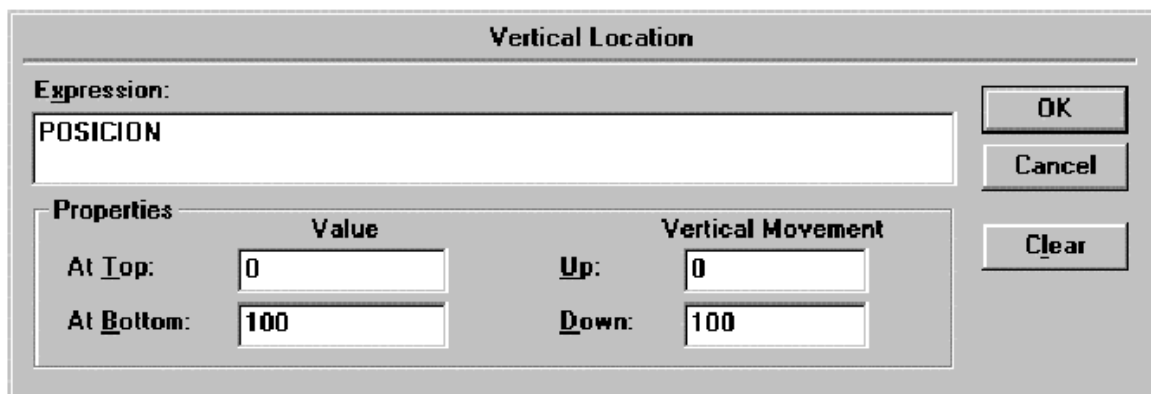 Vertical Location
Expression:
OK
POSICION
Cancel
Properties
Value Vertical Movement
Clear
At Top: 0 Up: 0
At Bottom: 100 Down: 100